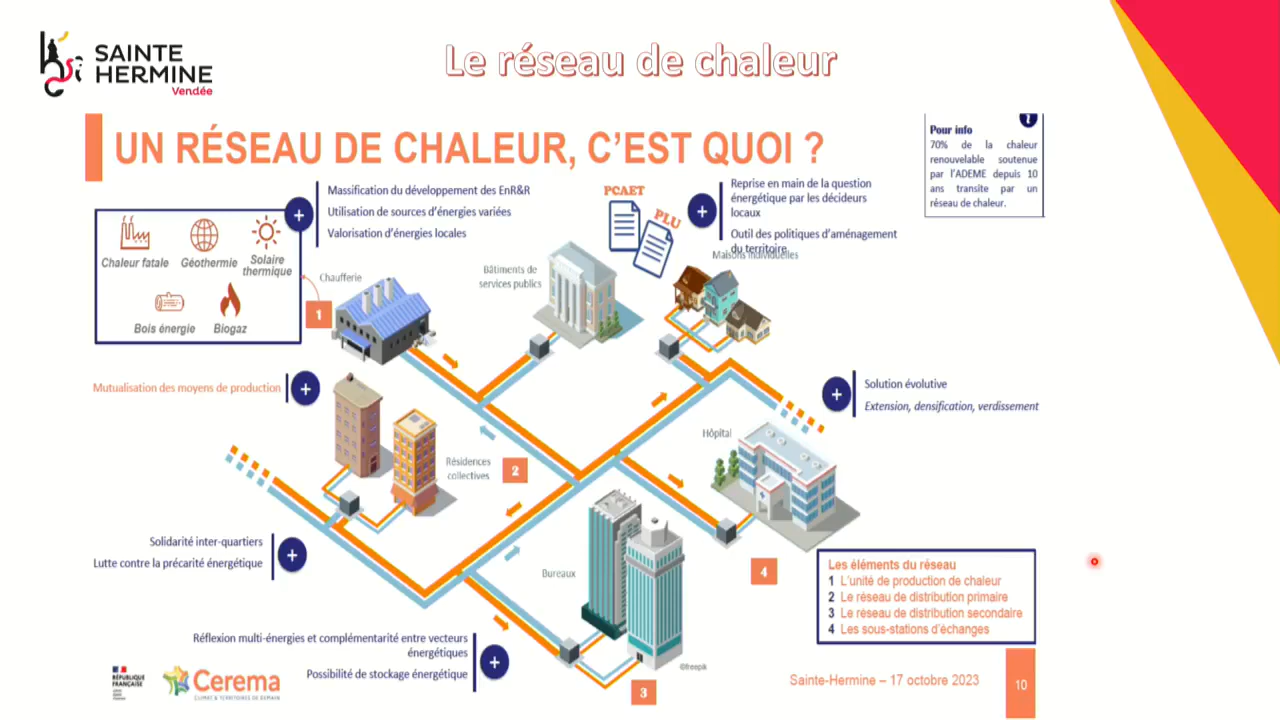 SAINTE
HERMINE
Vendée
Le réseau de chaleur
UN RÉSEAU DE CHALEUR, C'EST QUOI ?
Pour info
70% de la chaleur
renouvelable soutenue
par l'ADEME depuis 10
ans transite par un
réseau de chaleur.
Massification du développement des EnR&R
Utilisation de sources d'énergies variées
Valorisation d'énergies locales
PCAET
PLU
Reprise en main de la question
énergétique par les décideurs
locaux
Outil des politiques d'aménagement
du territoire
Maisons individuelles
Chaleur fatale
Géothermie
Solaire
thermique
Bois énergie
Biogaz
Chaufferie
1
Bâtiments de
services publics
Mutualisation des moyens de production
Solution évolutive
Extension, densification, verdissement
Hôpital
Résidences
collectives
2
Solidarité inter-quartiers
Lutte contre la précarité énergétique
Bureaux
4
Les éléments du réseau
1 L'unité de production de chaleur
2 Le réseau de distribution primaire
3 Le réseau de distribution secondaire
4 Les sous-stations d'échanges
Réflexion multi-énergies et complémentarité entre vecteurs
énergétiques
Possibilité de stockage énergétique
©freepik
3
RÉPUBLIQUE
FRANÇAISE
Cerema
CLIMAT & TERRITOIRES DE DEMAIN
Sainte-Hermine – 17 octobre 2023
10